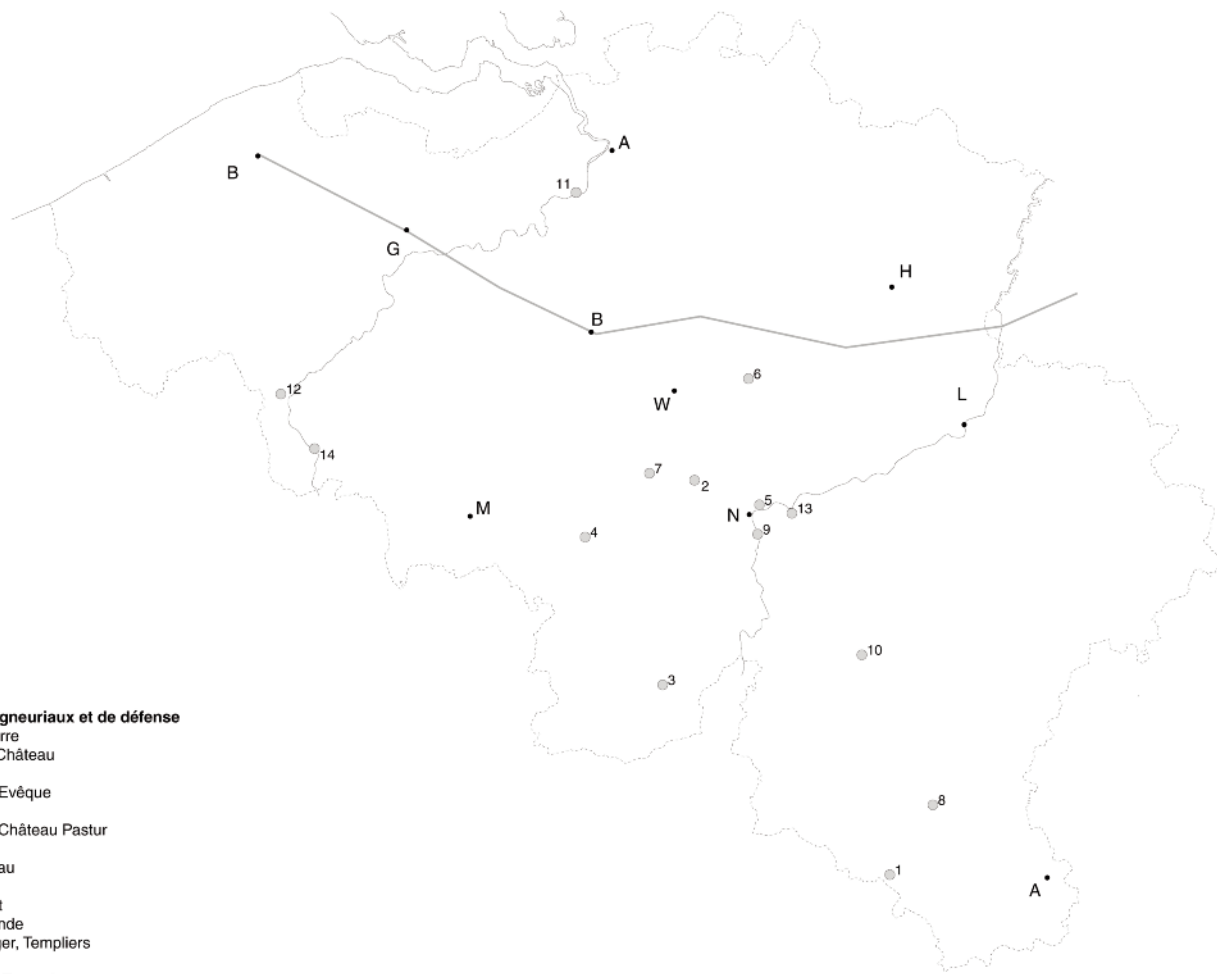 A
B
11
G
H
B
12
6
W
L
14
7
2
M
5
N
13
9
4
10
3
gneuriaux et de défense
rre
Château
Evêque
Château Pastur
au
t
nde
ger, Templiers
8
1
A